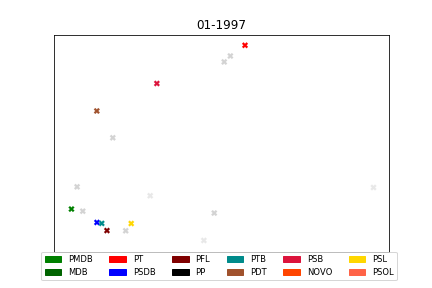 01-1997
PMDB PT PFL PTB PSB PSL
MDB PSDB PP PDT NOVO PSOL